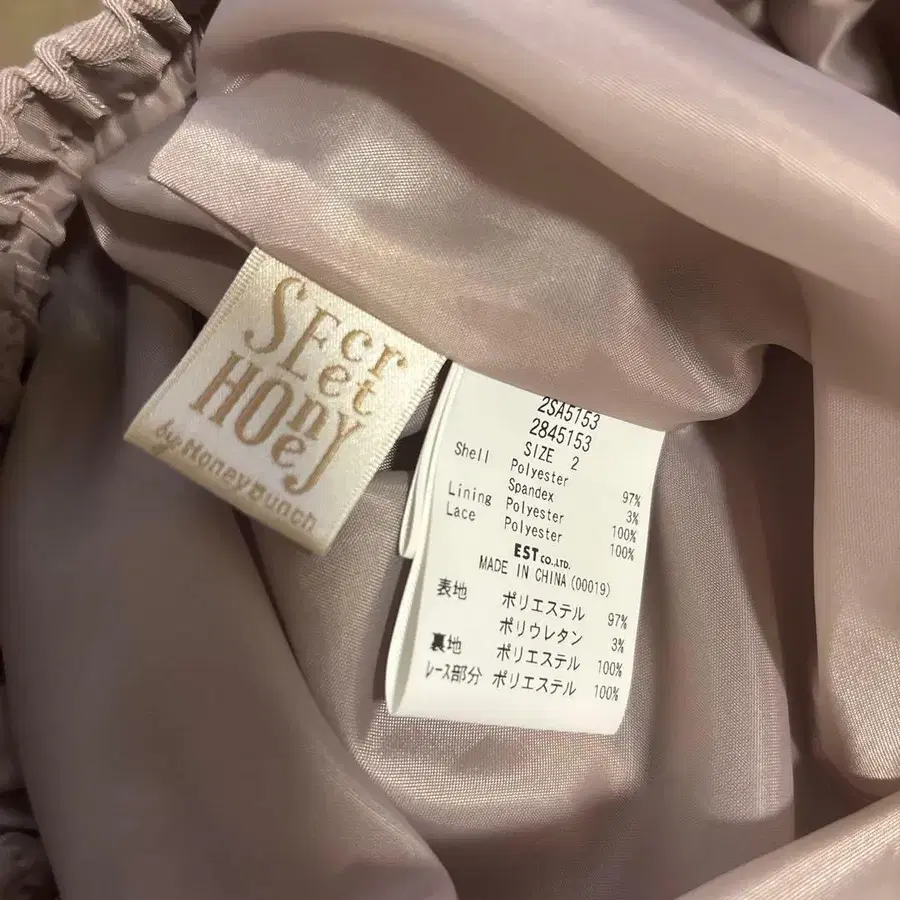 SEcr
Let
HOney
by HoneyBunch
2SA5153
2845153
SIZE 2
Shell Polyester 97%
Spandex 3%
Lining Polyester 100%
Lace Polyester 100%
EST CO.,LTD.
MADE IN CHINA (00019)
表地 ポリエステル 97%
ポリウレタン 3%
裏地 ポリエステル 100%
レース部分 ポリエステル 100%